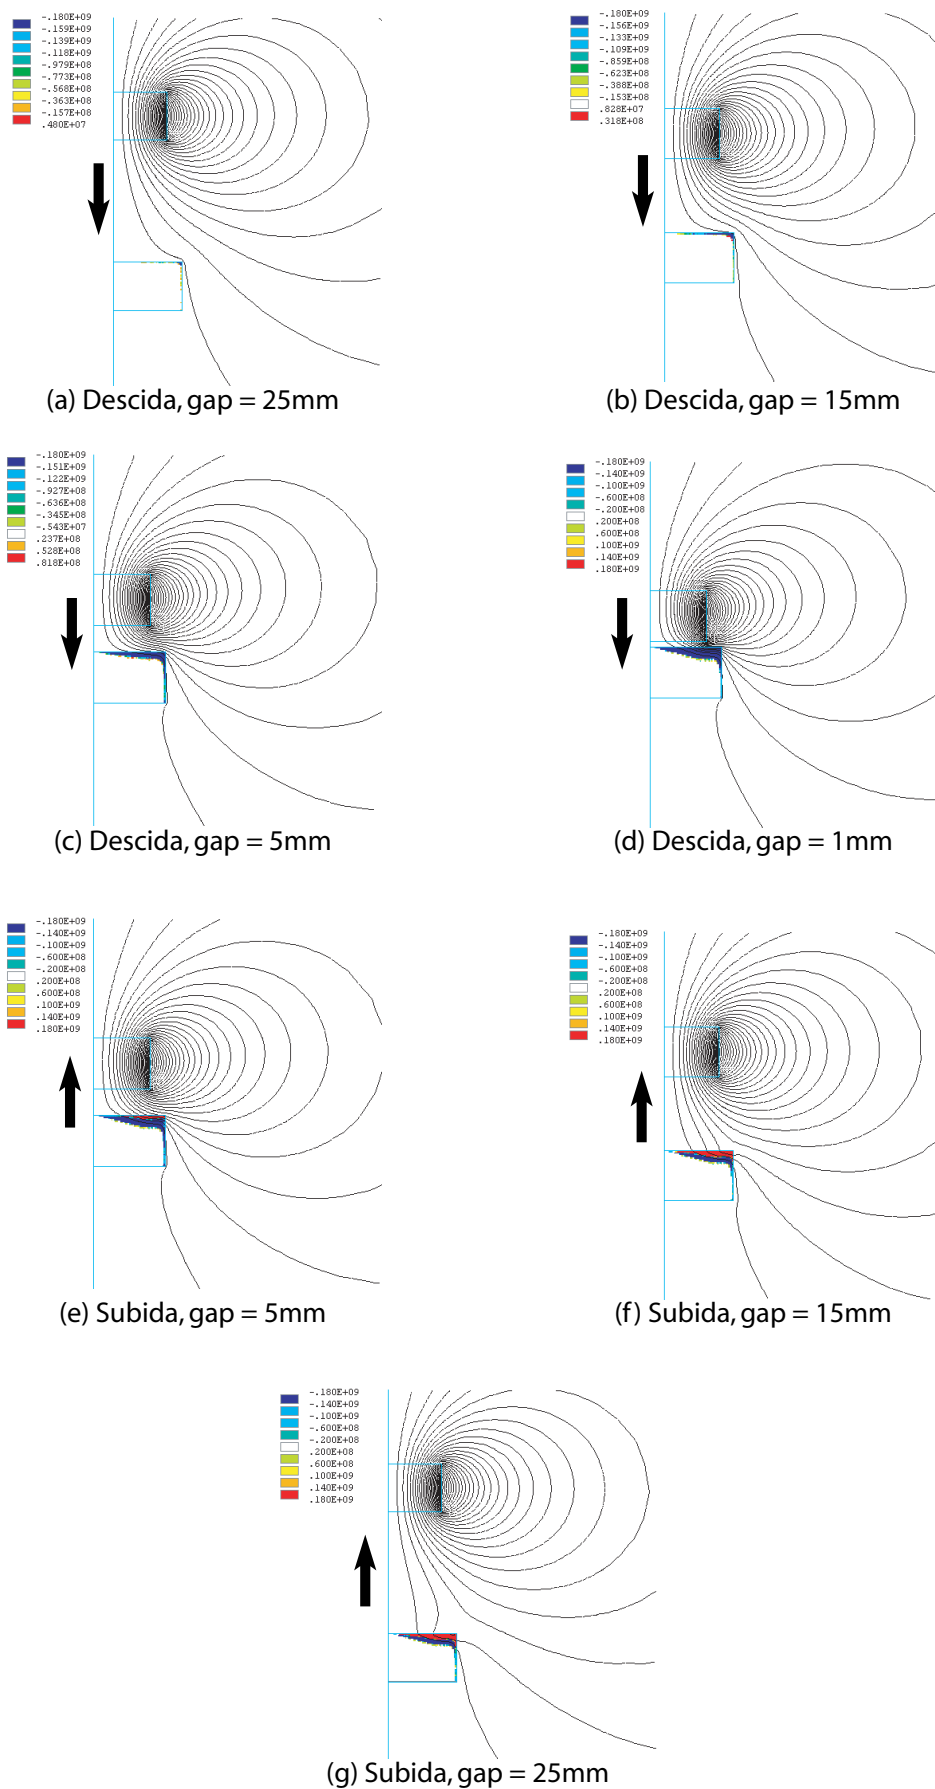 -.180E+09
-.159E+09
-.139E+09
-.118E+09
-.979E+08
-.773E+08
-.568E+08
-.363E+08
-.157E+08
.480E+07
(a) Descida, gap = 25mm
-.180E+09
-.156E+09
-.133E+09
-.109E+09
-.859E+08
-.623E+08
-.388E+08
-.153E+08
.828E+07
.318E+08
(b) Descida, gap = 15mm
-.180E+09
-.151E+09
-.122E+09
-.927E+08
-.636E+08
-.345E+08
-.543E+07
.237E+08
.528E+08
.818E+08
(c) Descida, gap = 5mm
-.180E+09
-.140E+09
-.100E+09
-.600E+08
-.200E+08
.200E+08
.600E+08
.100E+09
.140E+09
.180E+09
(d) Descida, gap = 1mm
-.180E+09
-.140E+09
-.100E+09
-.600E+08
-.200E+08
.200E+08
.600E+08
.100E+09
.140E+09
.180E+09
(e) Subida, gap = 5mm
-.180E+09
-.140E+09
-.100E+09
-.600E+08
-.200E+08
.200E+08
.600E+08
.100E+09
.140E+09
.180E+09
(f) Subida, gap = 15mm
-.180E+09
-.140E+09
-.100E+09
-.600E+08
-.200E+08
.200E+08
.600E+08
.100E+09
.140E+09
.180E+09
(g) Subida, gap = 25mm